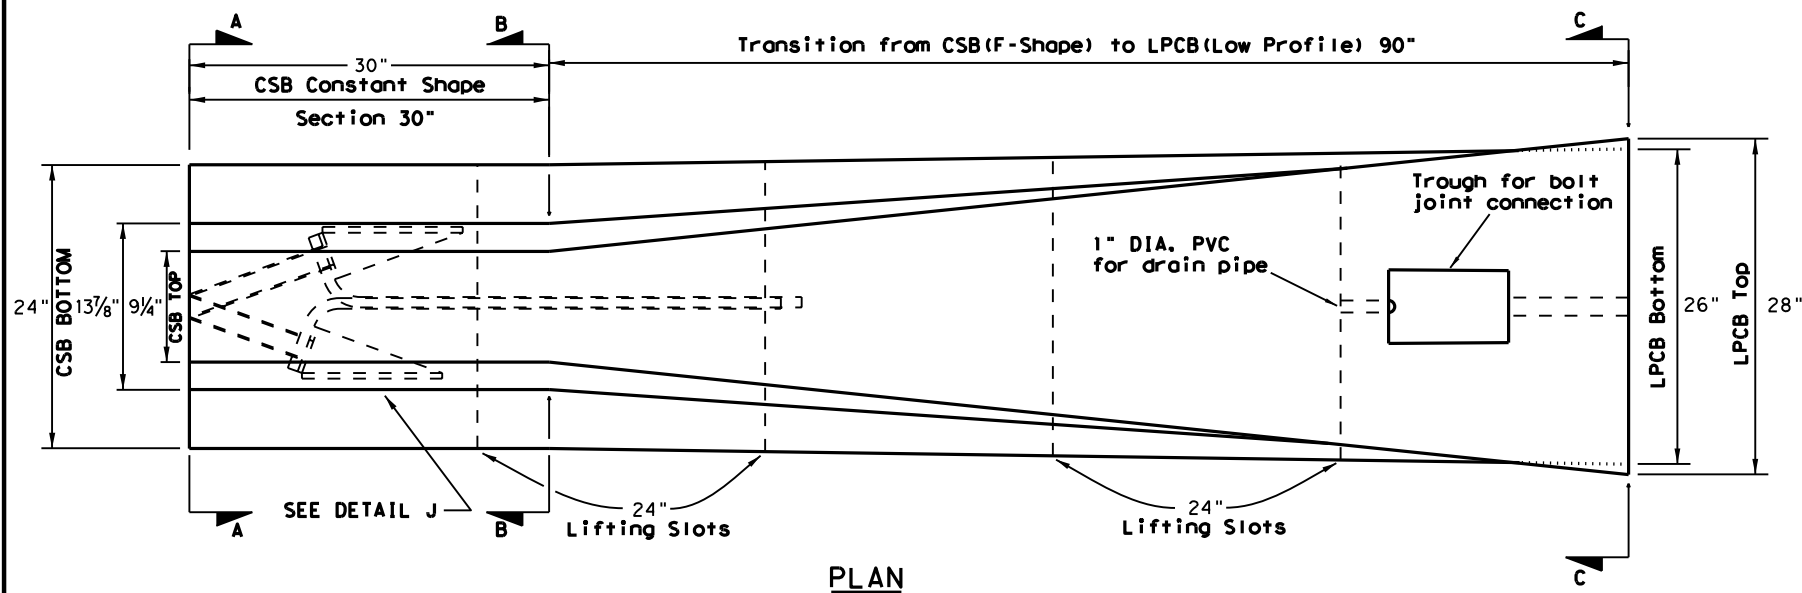 A
B
C
Transition from CSB(F-Shape) to LPCB(Low Profile) 90"
30"
CSB Constant Shape
Section 30"
Trough for bolt
joint connection
1" DIA. PVC
for drain pipe
24"
CSB BOTTOM
13⅞"
9¼"
CSB TOP
LPCB Bottom
26"
LPCB Top
28"
SEE DETAIL J
24"
Lifting Slots
24"
Lifting Slots
A
B
C
PLAN